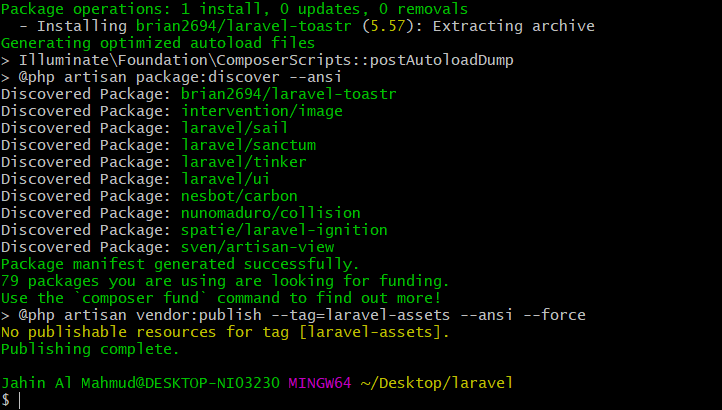 Package operations: 1 install, 0 updates, 0 removals
  - Installing brian2694/laravel-toastr (5.57): Extracting archive
Generating optimized autoload files
> Illuminate\Foundation\ComposerScripts::postAutoloadDump
> @php artisan package:discover --ansi
Discovered Package: brian2694/laravel-toastr
Discovered Package: intervention/image
Discovered Package: laravel/sail
Discovered Package: laravel/sanctum
Discovered Package: laravel/tinker
Discovered Package: laravel/ui
Discovered Package: nesbot/carbon
Discovered Package: nunomaduro/collision
Discovered Package: spatie/laravel-ignition
Discovered Package: sven/artisan-view
Package manifest generated successfully.
79 packages you are using are looking for funding.
Use the `composer fund` command to find out more!
> @php artisan vendor:publish --tag=laravel-assets --ansi --force
No publishable resources for tag [laravel-assets].
Publishing complete.
Jahin Al Mahmud@DESKTOP-NI03230 MINGW64 ~/Desktop/laravel
$